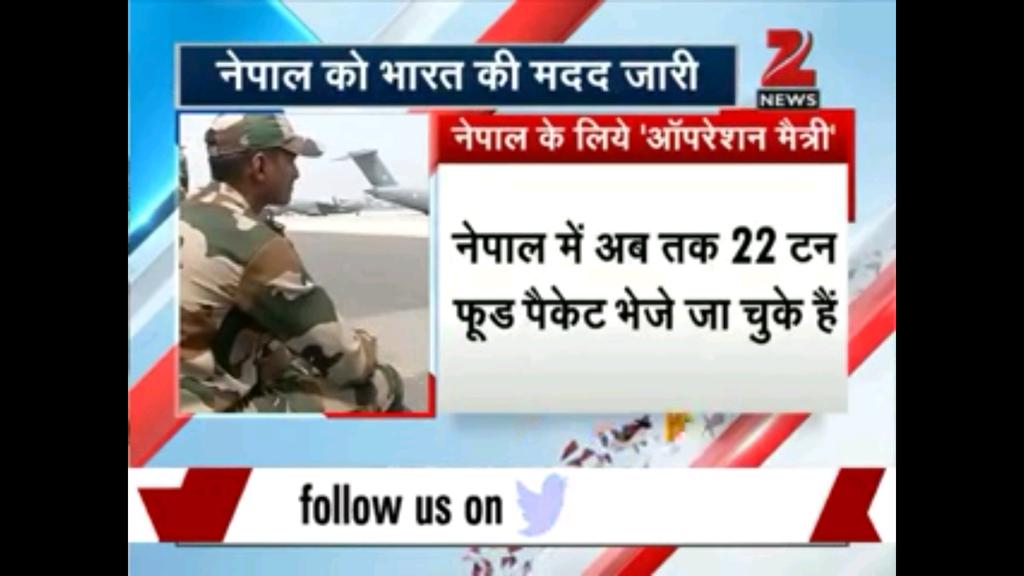 नेपाल को भारत की मदद जारी
Z
NEWS
नेपाल के लिये 'ऑपरेशन मैत्री'
नेपाल में अब तक 22 टन
फूड पैकेट भेजे जा चुके हैं
follow us on